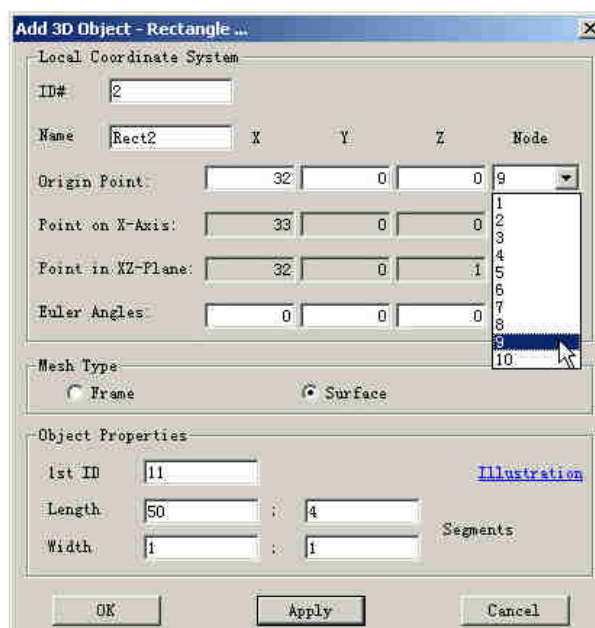 Add 3D Object - Rectangle ...
Local Coordinate System
ID# 2
Name Rect2 X Y Z Node
Origin Point: 32 0 0 9
Point on X-Axis: 33 0 0
Point in XZ-Plane: 32 0 1
Euler Angles: 0 0 0
1
2
3
4
5
6
7
8
9
10
Mesh Type
Frame Surface
Object Properties
1st ID 11 Illustration
Length 50 : 4
Segments
Width 1 : 1
OK Apply Cancel